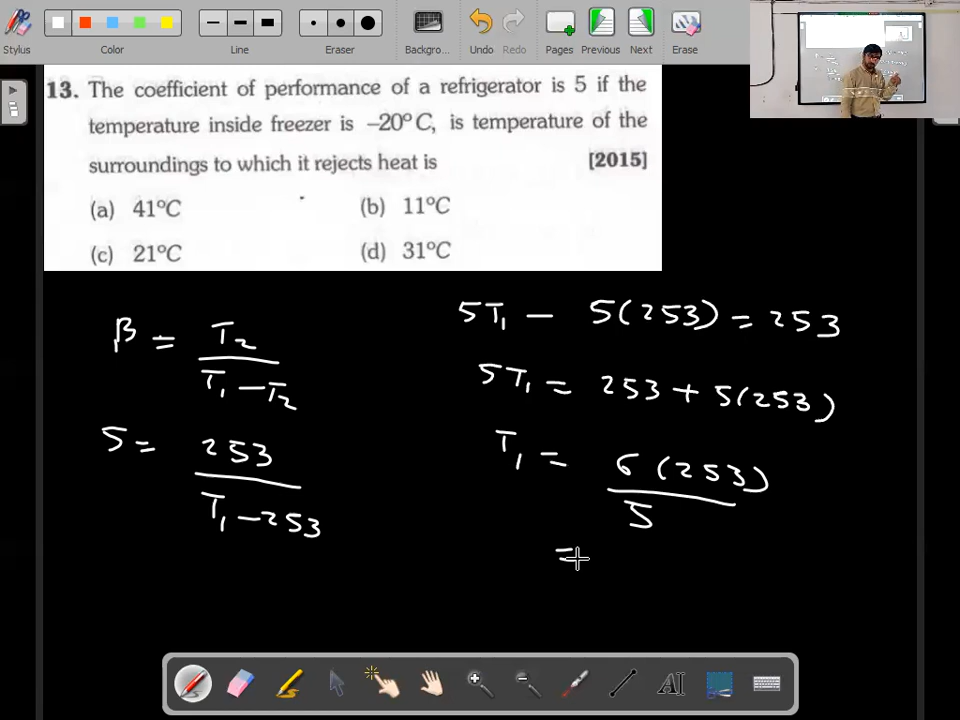 Stylus
Color
Line
Eraser
Backgro...
Undo
Redo
Pages
Previous
Next
Erase
13. The coefficient of performance of a refrigerator is 5 if the
temperature inside freezer is –20°C, is temperature of the
surroundings to which it rejects heat is [2015]
(a) 41°C (b) 11°C
(c) 21°C (d) 31°C
β = T₂ / (T₁ – T₂)
5 = 253 / (T₁ – 253)
5T₁ – 5(253) = 253
5T₁ = 253 + 5(253)
T₁ = 6(253) / 5
=